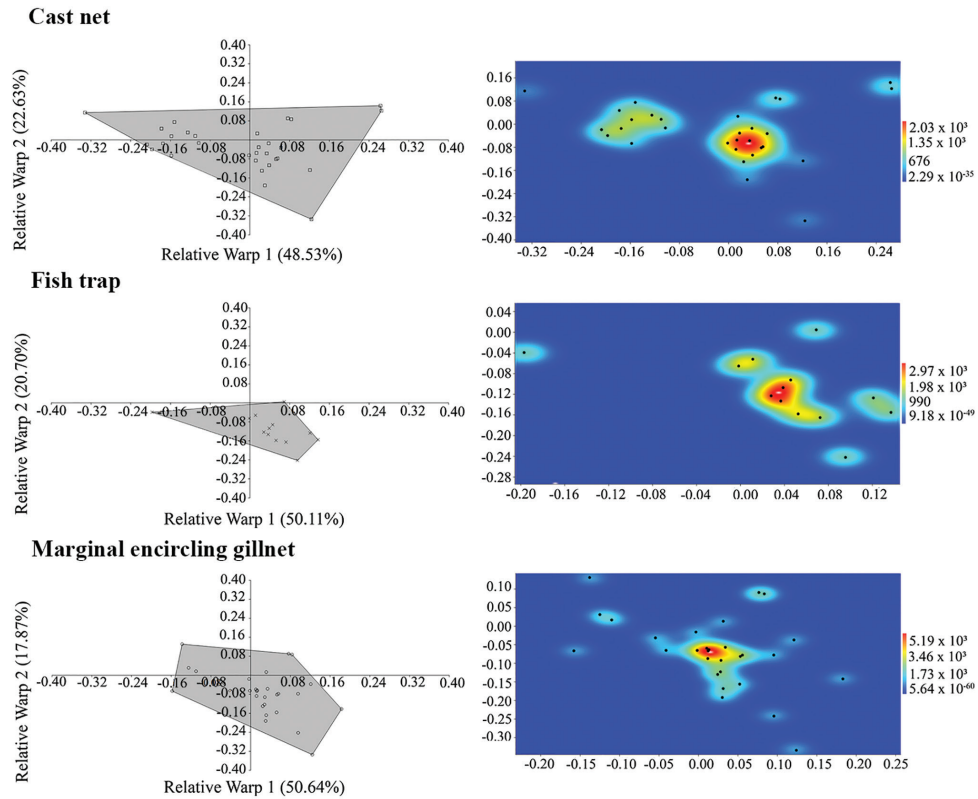 Cast net
Relative Warp 2 (22.63%)
0.40
0.32
0.24
0.16
0.08
-0.40 -0.32 -0.24 -0.16 -0.08 0.00 0.08 0.16 0.24 0.32 0.40
-0.08
-0.16
-0.24
-0.32
-0.40
Relative Warp 1 (48.53%)
0.16
0.08
0.00
-0.08
-0.16
-0.24
-0.32
-0.40
-0.32 -0.16 0.00 0.08 0.24
2.03 x 10³
1.35 x 10³
676
2.29 x 10⁻³⁵
Fish trap
Relative Warp 2 (20.70%)
0.40
0.32
0.24
0.16
0.08
-0.40 -0.32 -0.24 -0.16 -0.08 0.00 0.08 0.16 0.24 0.32 0.40
-0.08
-0.16
-0.24
-0.32
-0.40
Relative Warp 1 (50.11%)
0.04
0.00
-0.04
-0.08
-0.12
-0.16
-0.20
-0.24
-0.28
-0.20 -0.16 -0.12 -0.08 0.00 0.04 0.12
2.97 x 10³
1.98 x 10³
990
Marginal encircling gillnet
Relative Warp 2 (17.87%)
0.40
0.32
0.24
0.16
0.08
-0.40 -0.32 -0.24 -0.16 -0.08 0.00 0.08 0.16 0.24 0.32 0.40
-0.08
-0.16
-0.24
-0.32
-0.40
Relative Warp 1 (50.64%)
0.10
0.05
0.00
-0.05
-0.10
-0.15
-0.20
-0.25
-0.30
-0.20 -0.10 -0.05 0.00 0.05 0.10 0.15 0.20 0.25
5.19 x 10³
3.46 x 10³
1.73 x 10³
5.64 x 10⁻⁶⁰